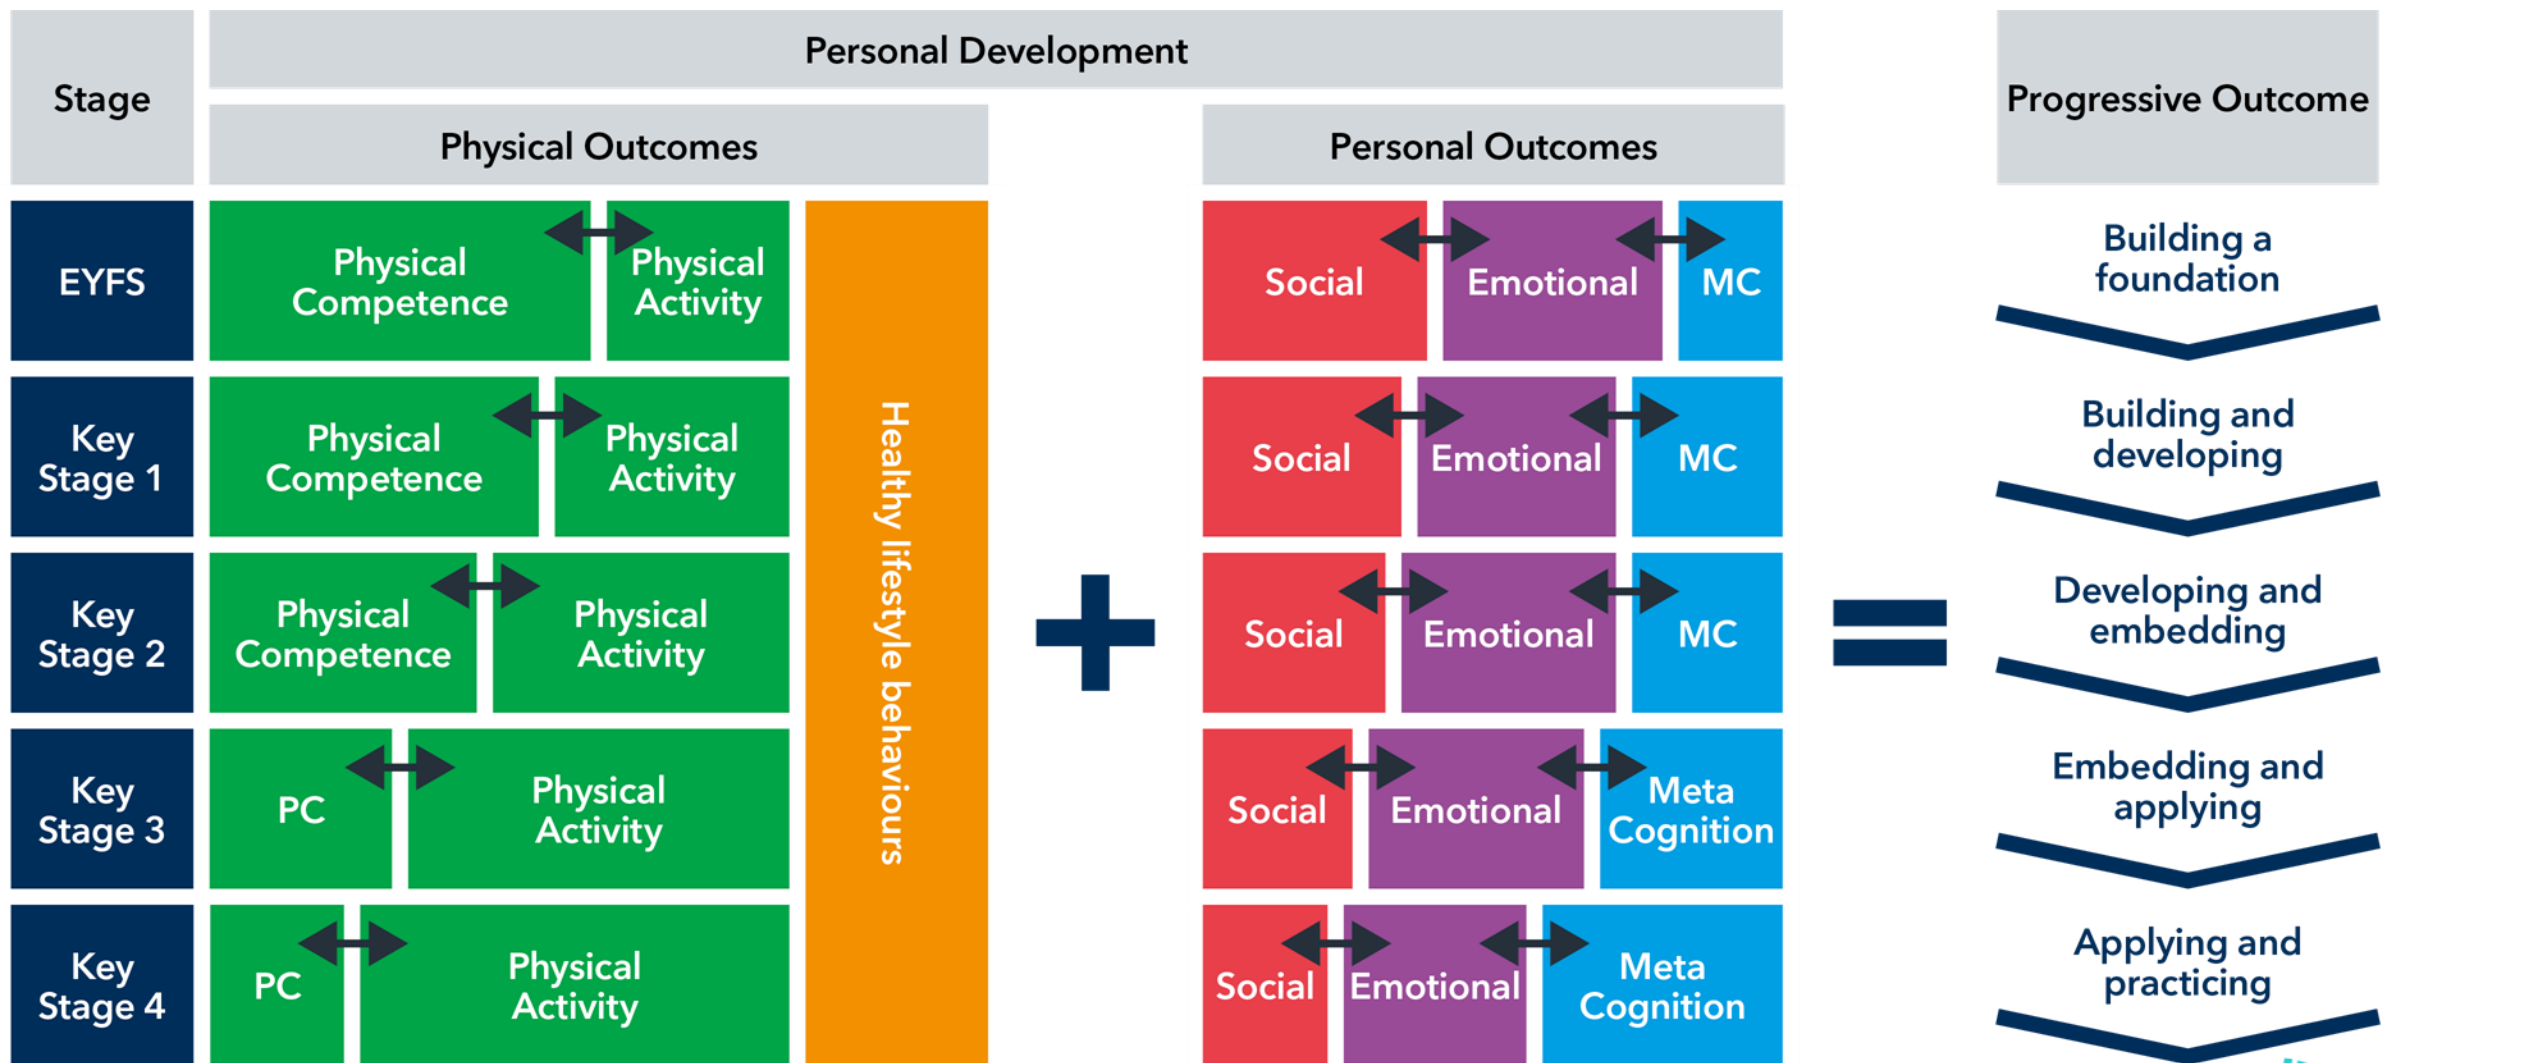 Stage
Personal Development
Progressive Outcome
Physical Outcomes
Personal Outcomes
EYFS
Physical
Competence
Physical
Activity
Social
Emotional
MC
Building a
foundation
Key
Stage 1
Physical
Competence
Physical
Activity
Social
Emotional
MC
Building and
developing
Key
Stage 2
Physical
Competence
Physical
Activity
Social
Emotional
MC
Developing and
embedding
Key
Stage 3
PC
Physical
Activity
Social
Emotional
Meta
Cognition
Embedding and
applying
Key
Stage 4
PC
Physical
Activity
Social
Emotional
Meta
Cognition
Applying and
practicing
Healthy lifestyle behaviours